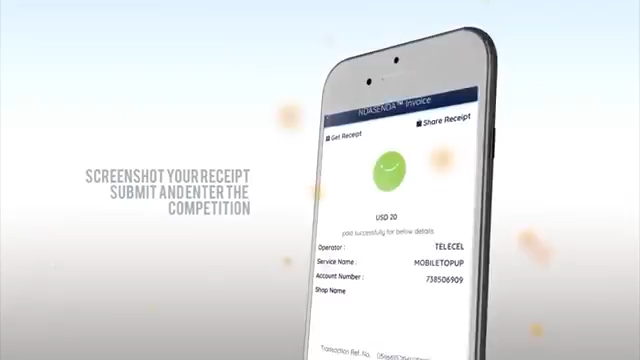 SCREENSHOT YOUR RECEIPT
SUBMIT AND ENTER THE
COMPETITION
NDASENDA™ Invoice
Get Receipt
Share Receipt
USD 20
paid successfully for below details
Operator :
TELECEL
Service Name :
MOBILETOPUP
Account Number :
738506909
Shop Name
Transaction Ref. No.